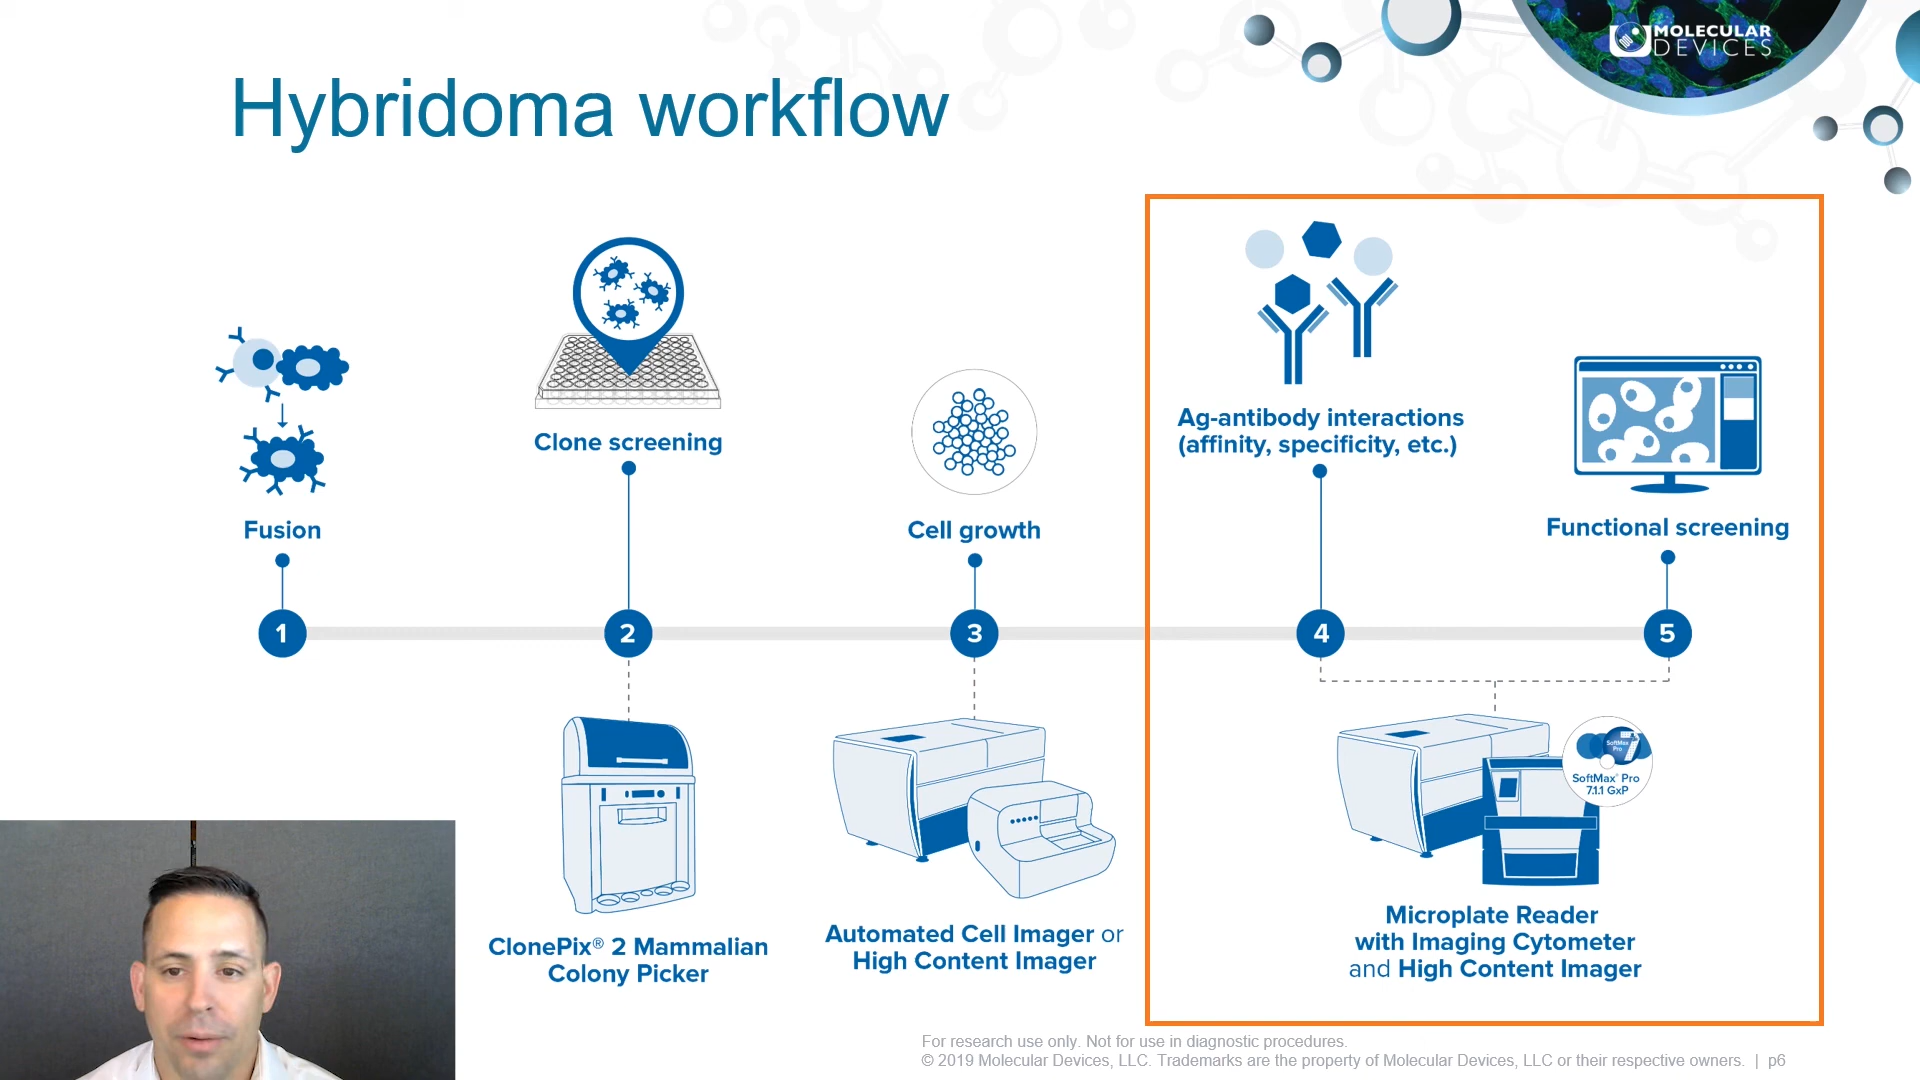 MOLECULAR
DEVICES
Hybridoma workflow
Fusion
Clone screening
Cell growth
Ag-antibody interactions
(affinity, specificity, etc.)
Functional screening
1
2
3
4
5
ClonePix® 2 Mammalian
Colony Picker
Automated Cell Imager or
High Content Imager
SoftMax
Pro
7
SoftMax® Pro
7.1.1 GxP
Microplate Reader
with Imaging Cytometer
and High Content Imager
For research use only. Not for use in diagnostic procedures.
© 2019 Molecular Devices, LLC. Trademarks are the property of Molecular Devices, LLC or their respective owners. | p6